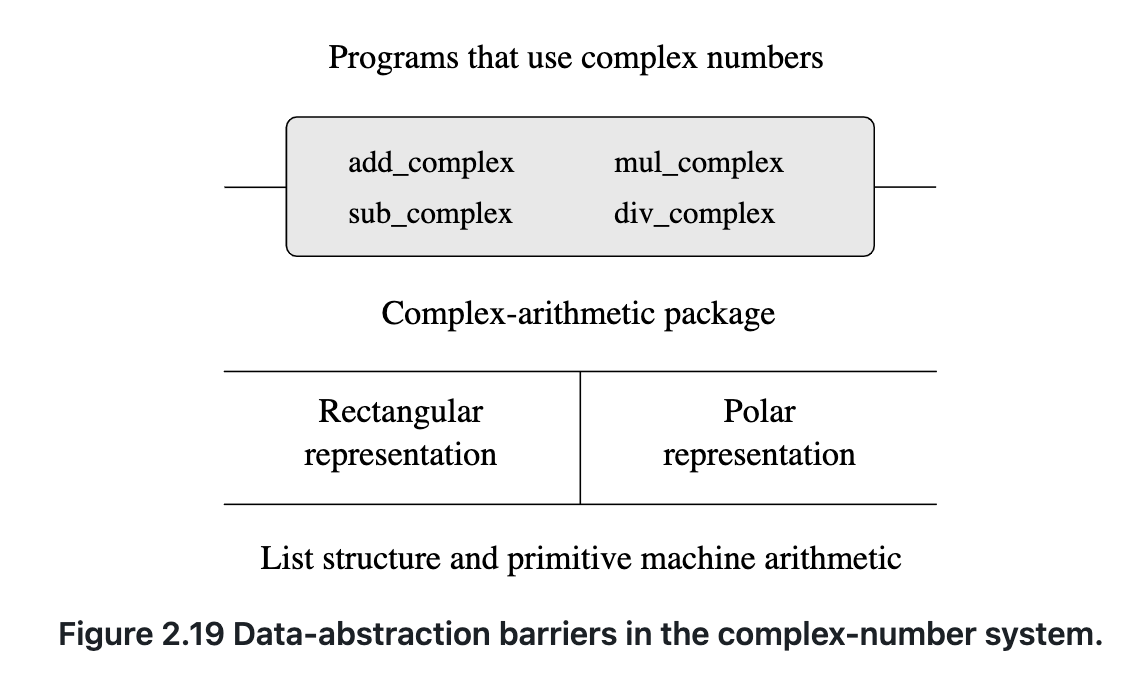 Programs that use complex numbers
add_complex mul_complex
sub_complex div_complex
Complex-arithmetic package
Rectangular representation
Polar representation
List structure and primitive machine arithmetic
Figure 2.19 Data-abstraction barriers in the complex-number system.